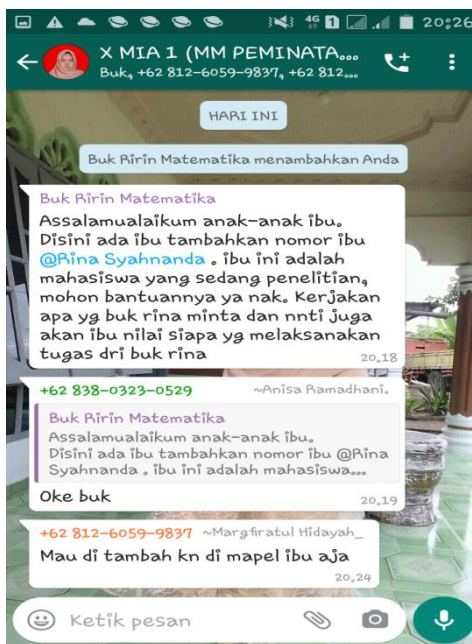 4G 1 20:26
X MIA 1 (MM PEMINATA...
Buk, +62 812-6059-9837, +62 812...
HARI INI
Buk Ririn Matematika menambahkan Anda
Buk Ririn Matematika
Assalamualaikum anak-anak ibu.
Disini ada ibu tambahkan nomor ibu
@Rina Syahnanda . ibu ini adalah
mahasiswa yang sedang penelitian,
mohon bantuannya ya nak. Kerjakan
apa yg buk rina minta dan nnti juga
akan ibu nilai siapa yg melaksanakan
tugas dri buk rina
20.18
+62 838-0323-0529 ~Anisa Ramadhani.
Buk Ririn Matematika
Assalamualaikum anak-anak ibu.
Disini ada ibu tambahkan nomor ibu @Rina
Syahnanda . ibu ini adalah mahasiswa...
Oke buk
20.19
+62 812-6059-9837 ~Margfiratul Hidayah_
Mau di tambah kn di mapel ibu aja
20.24
Ketik pesan